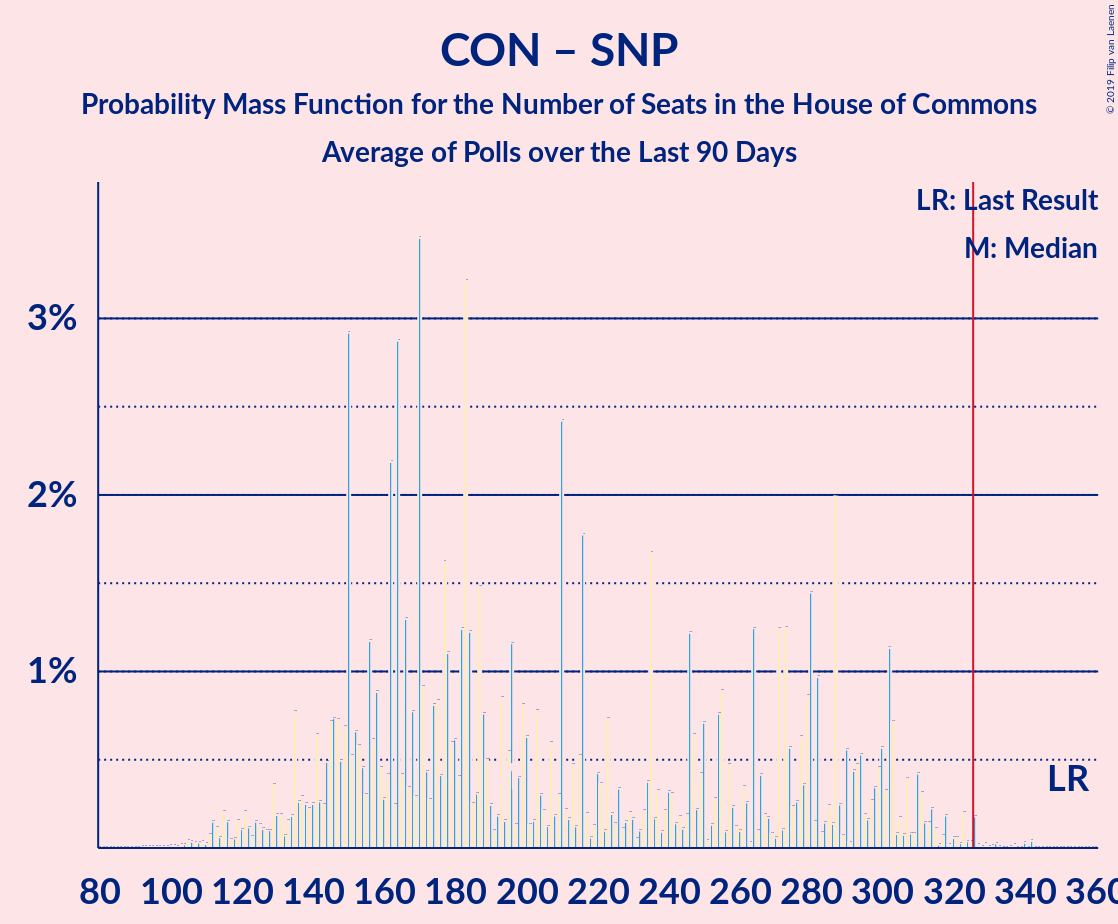 CON – SNP
Probability Mass Function for the Number of Seats in the House of Commons
Average of Polls over the Last 90 Days
© 2019 Filip van Laenen
LR: Last Result
M: Median
3%
2%
1%
LR
80 100 120 140 160 180 200 220 240 260 280 300 320 340 360